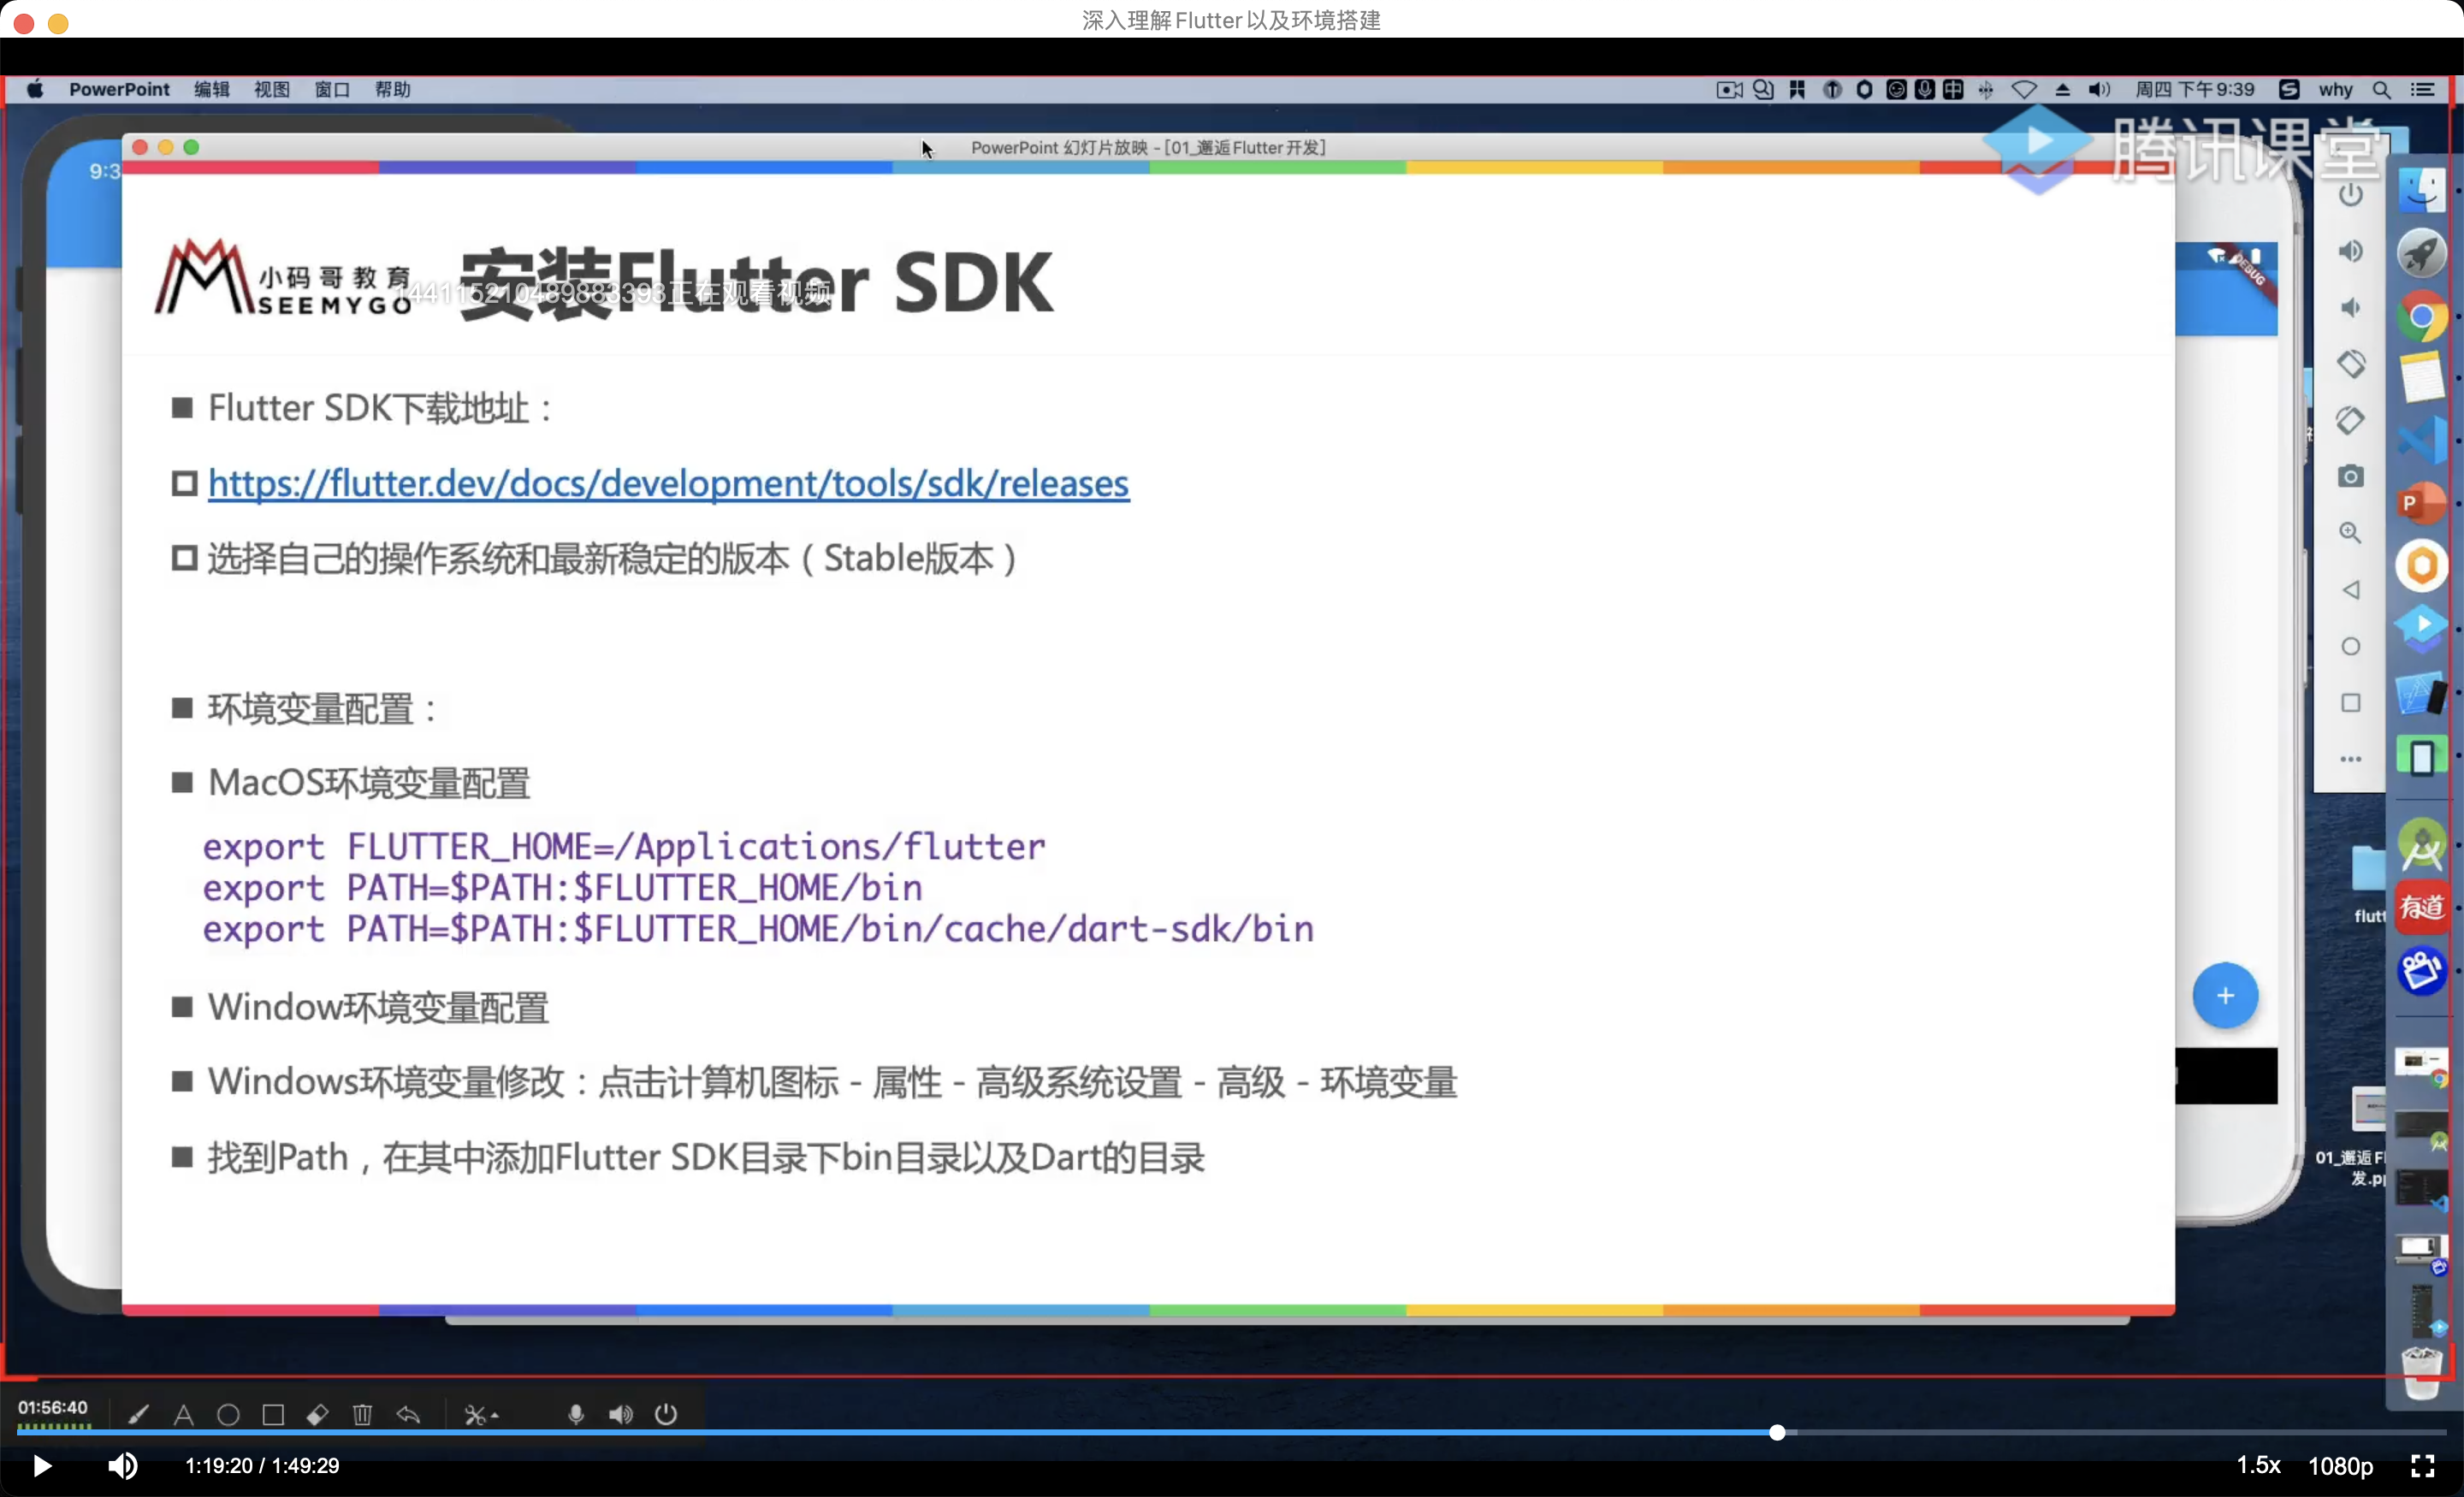 深入理解Flutter以及环境搭建
PowerPoint 编辑 视图 窗口 帮助
中 周四 下午9:39 why
PowerPoint 幻灯片放映 - [01_邂逅Flutter开发]
腾讯课堂
9:3
DEBUG
小码哥教育
SEEMYGO
安装Flutter SDK
144115210489883393正在观看视频
Flutter SDK下载地址：
https://flutter.dev/docs/development/tools/sdk/releases
选择自己的操作系统和最新稳定的版本（Stable版本）
环境变量配置：
MacOS环境变量配置
export FLUTTER_HOME=/Applications/flutter
export PATH=$PATH:$FLUTTER_HOME/bin
export PATH=$PATH:$FLUTTER_HOME/bin/cache/dart-sdk/bin
Window环境变量配置
Windows环境变量修改：点击计算机图标 - 属性 - 高级系统设置 - 高级 - 环境变量
找到Path，在其中添加Flutter SDK目录下bin目录以及Dart的目录
flutt
有道
01_邂逅Fl
发.pp
01:56:40
1:19:20 / 1:49:29
1.5x 1080p